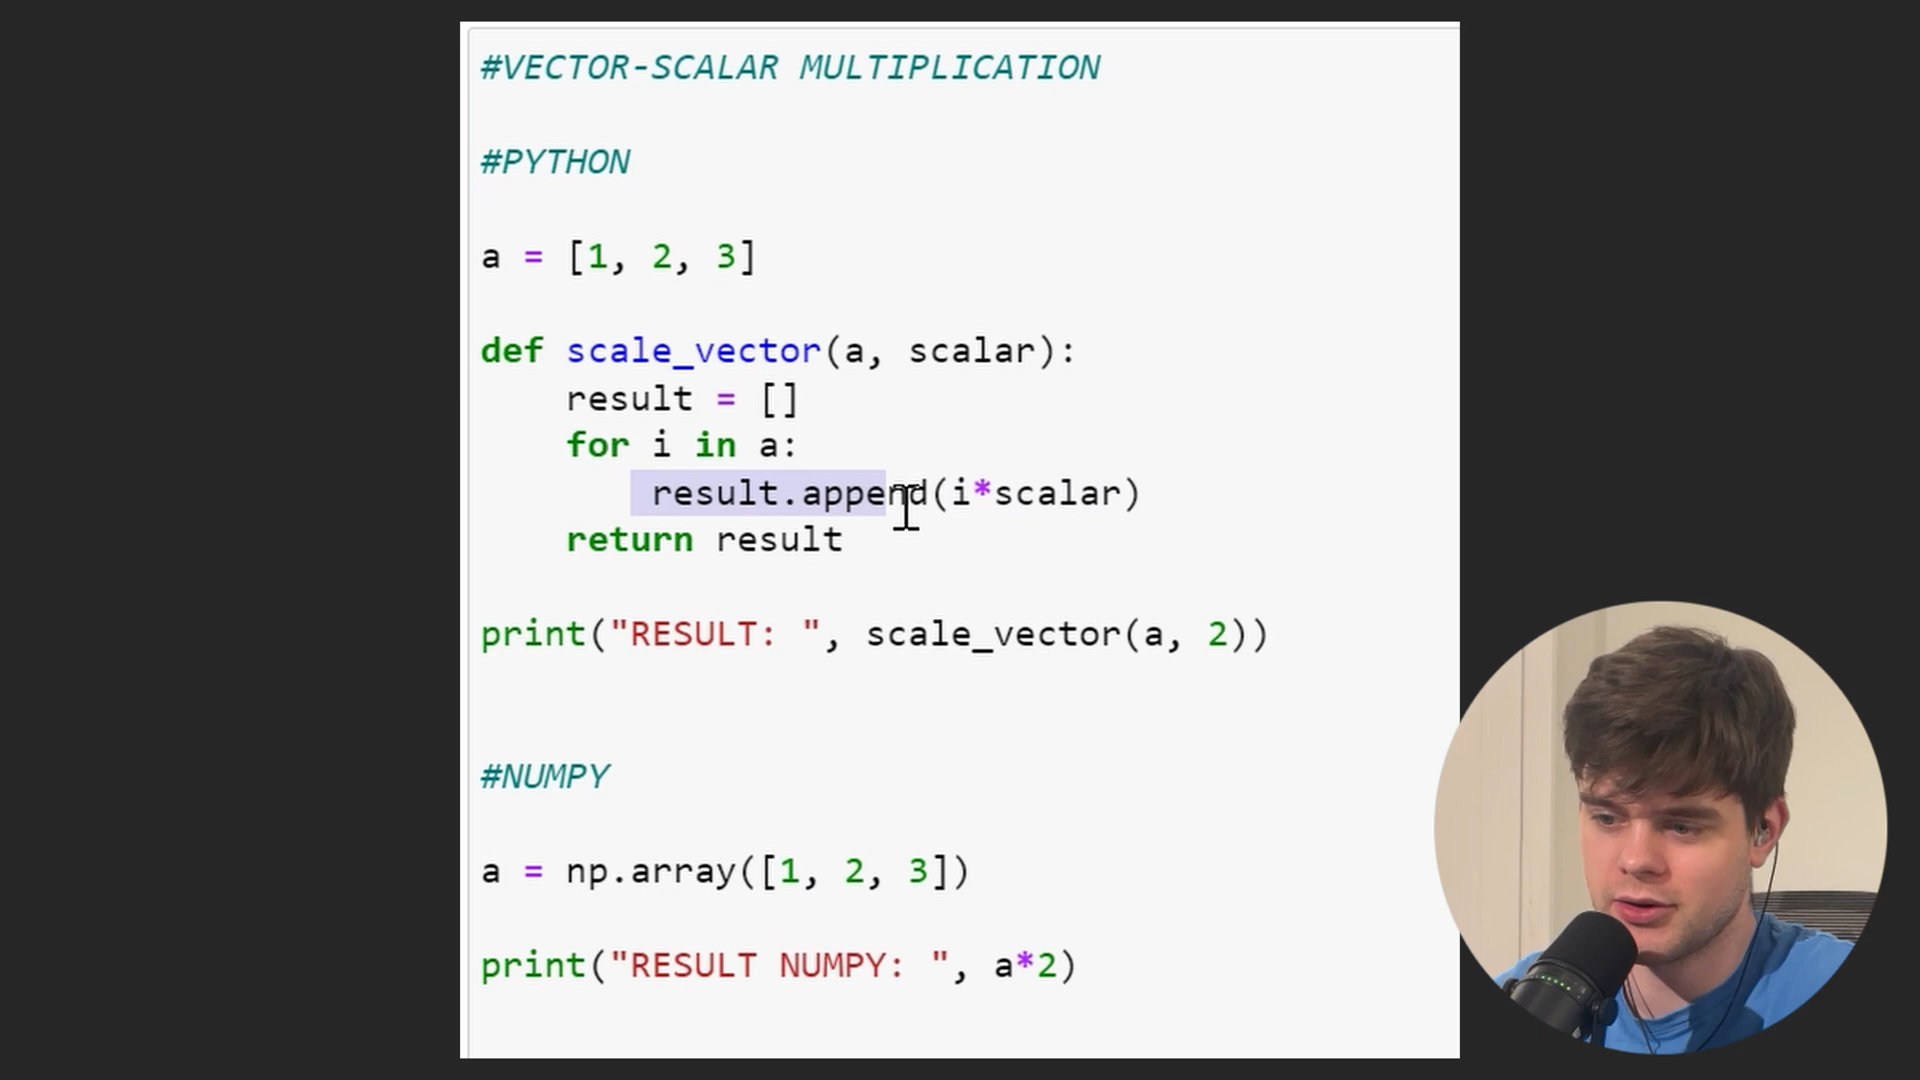 #VECTOR-SCALAR MULTIPLICATION
#PYTHON
a = [1, 2, 3]
def scale_vector(a, scalar):
result = []
for i in a:
result.append(i*scalar)
return result
print("RESULT: ", scale_vector(a, 2))
#NUMPY
a = np.array([1, 2, 3])
print("RESULT NUMPY: ", a*2)